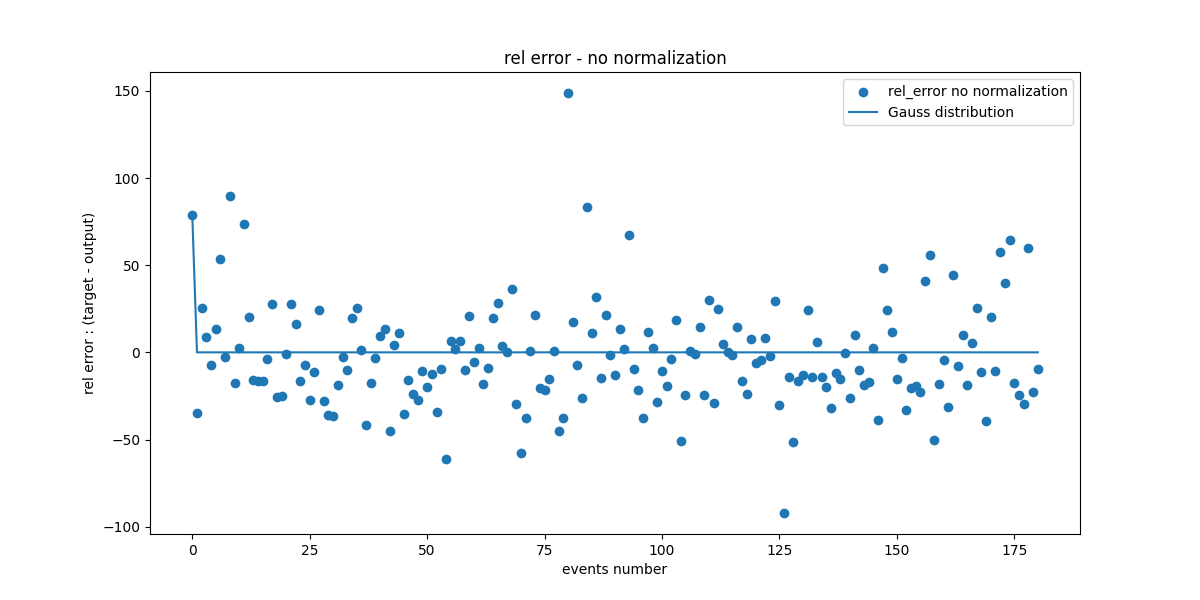 rel error - no normalization
rel_error no normalization
Gauss distribution
rel error : (target - output)
150
100
50
0
−50
−100
0
25
50
75
100
125
150
175
events number